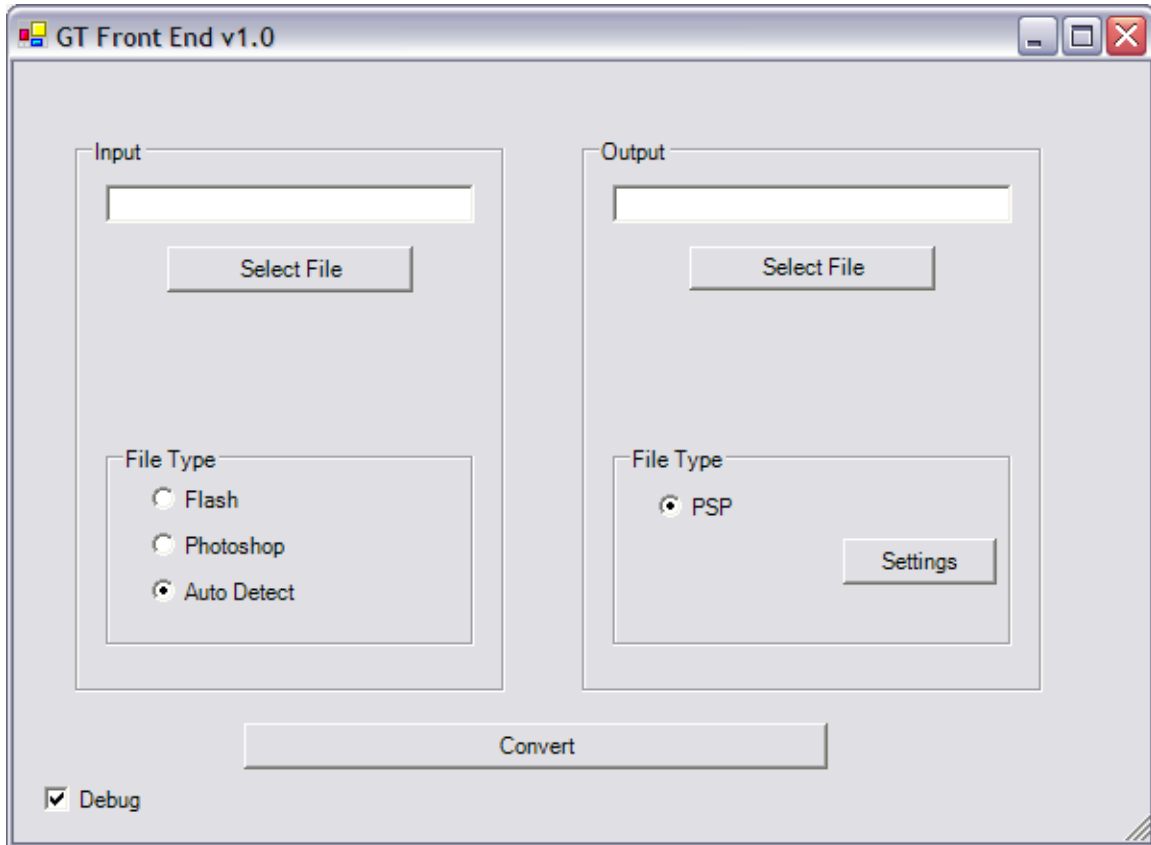 GT Front End v1.0
Input
Select File
File Type
Flash
Photoshop
Auto Detect
Output
Select File
File Type
PSP
Settings
Convert
Debug